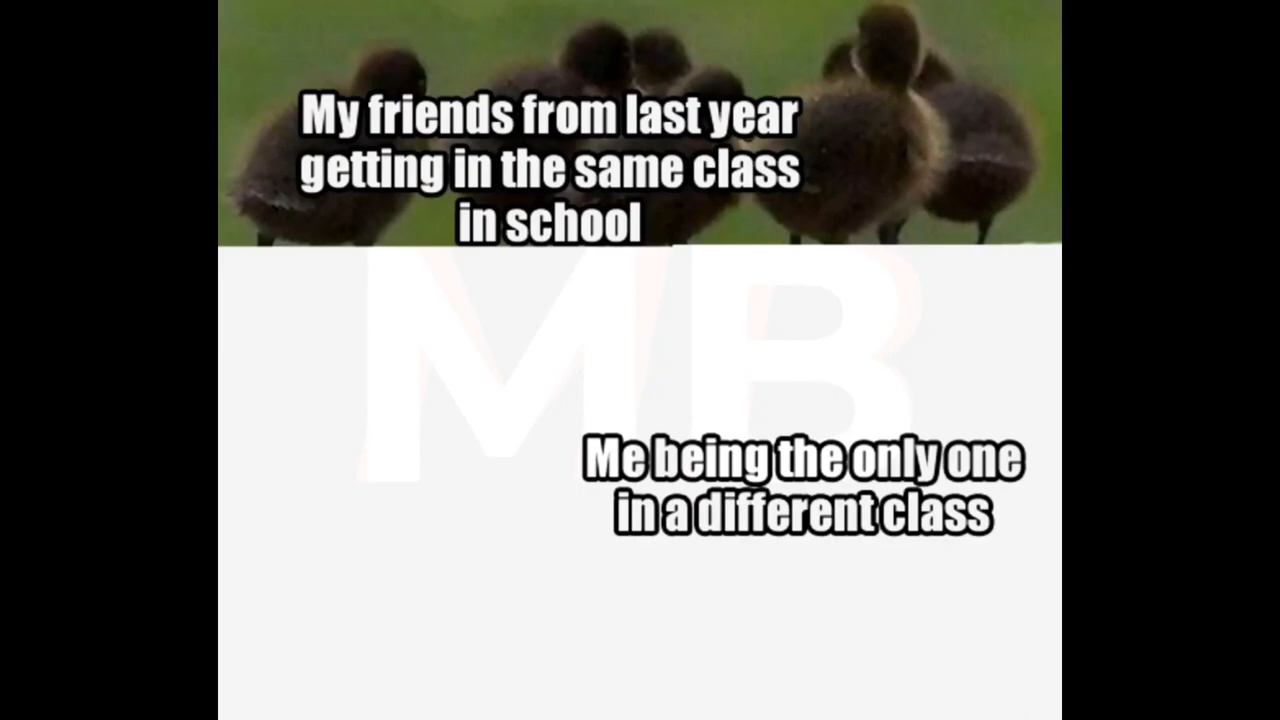 My friends from last year
getting in the same class
in school
MB
Me being the only one
in a different class